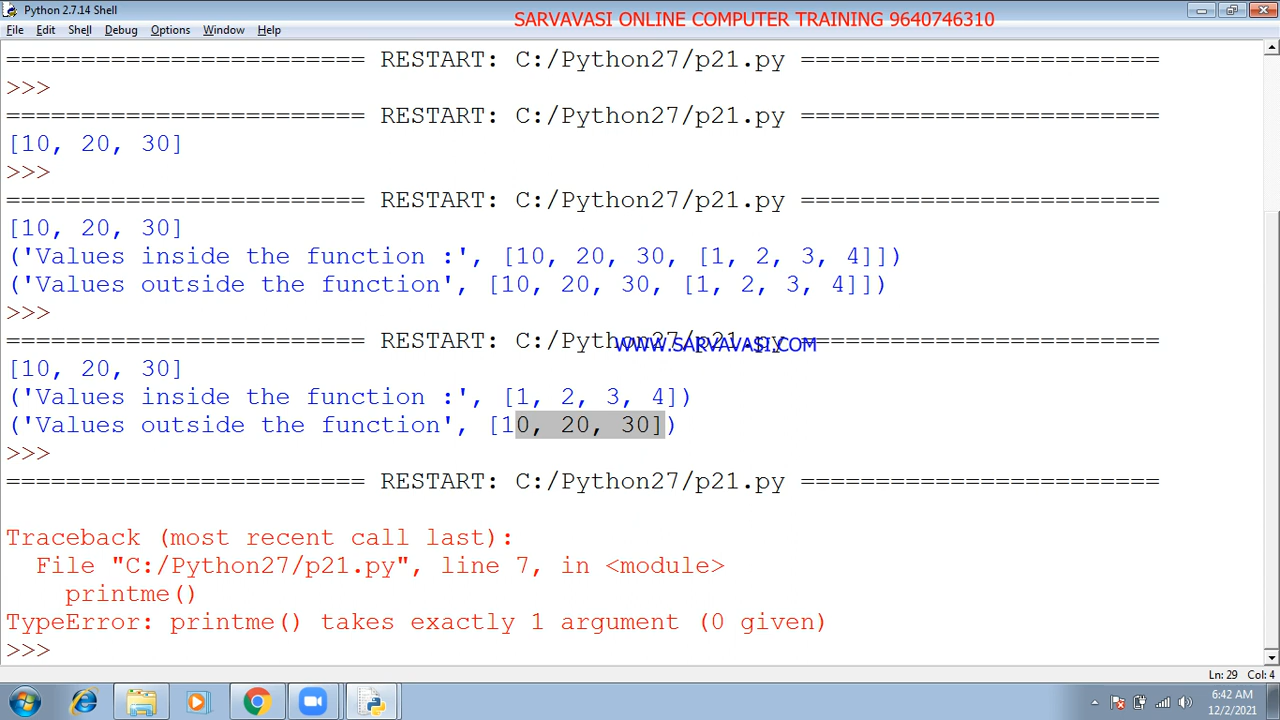 Python 2.7.14 Shell
SARVAVASI ONLINE COMPUTER TRAINING 9640746310
File Edit Shell Debug Options Window Help
======================== RESTART: C:/Python27/p21.py ========================
>>>
======================== RESTART: C:/Python27/p21.py ========================
[10, 20, 30]
>>>
======================== RESTART: C:/Python27/p21.py ========================
[10, 20, 30]
('Values inside the function :', [10, 20, 30, [1, 2, 3, 4]])
('Values outside the function', [10, 20, 30, [1, 2, 3, 4]])
>>>
======================== RESTART: C:/Python27/p21.py ========================
WWW.SARVAVASI.COM
[10, 20, 30]
('Values inside the function :', [1, 2, 3, 4])
('Values outside the function', [10, 20, 30])
>>>
======================== RESTART: C:/Python27/p21.py ========================
Traceback (most recent call last):
  File "C:/Python27/p21.py", line 7, in <module>
    printme()
TypeError: printme() takes exactly 1 argument (0 given)
>>>
Ln: 29 Col: 4
6:42 AM
12/2/2021